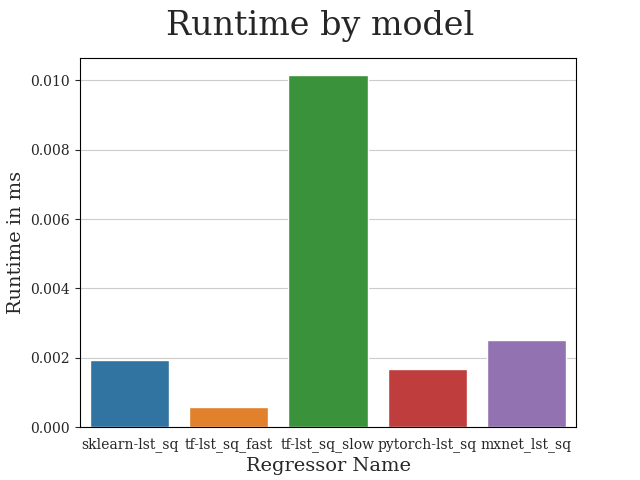 Runtime by model
Runtime in ms
0.010
0.008
0.006
0.004
0.002
0.000
sklearn-lst_sq tf-lst_sq_fast tf-lst_sq_slow pytorch-lst_sq mxnet_lst_sq
Regressor Name